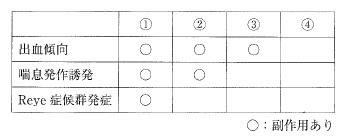 ① ② ③ ④
出血傾向 ○ ○ ○
喘息発作誘発 ○ ○
Reye 症候群発症 ○
○：副作用あり